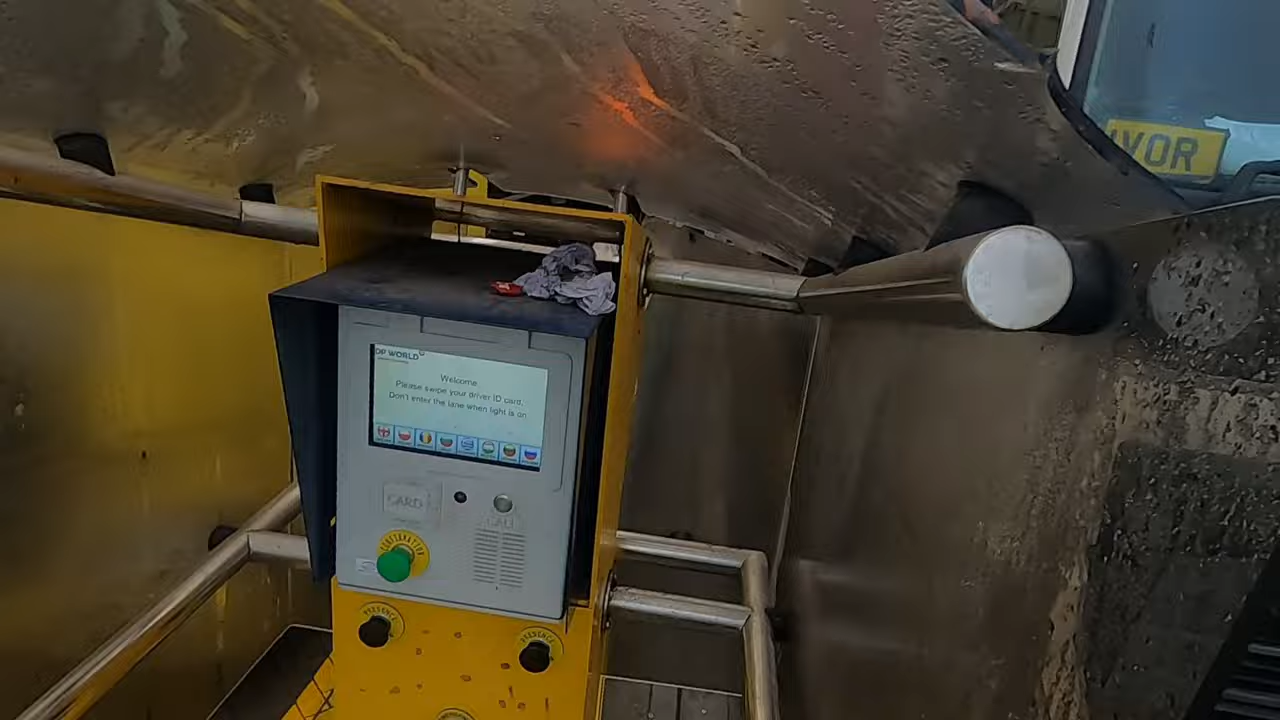 VOR
DP WORLD
Welcome
Please swipe your driver ID card.
Don't enter the lane when light is on
CARD
CALL
CONFIRMATION
PRESENCE
PRESENCE